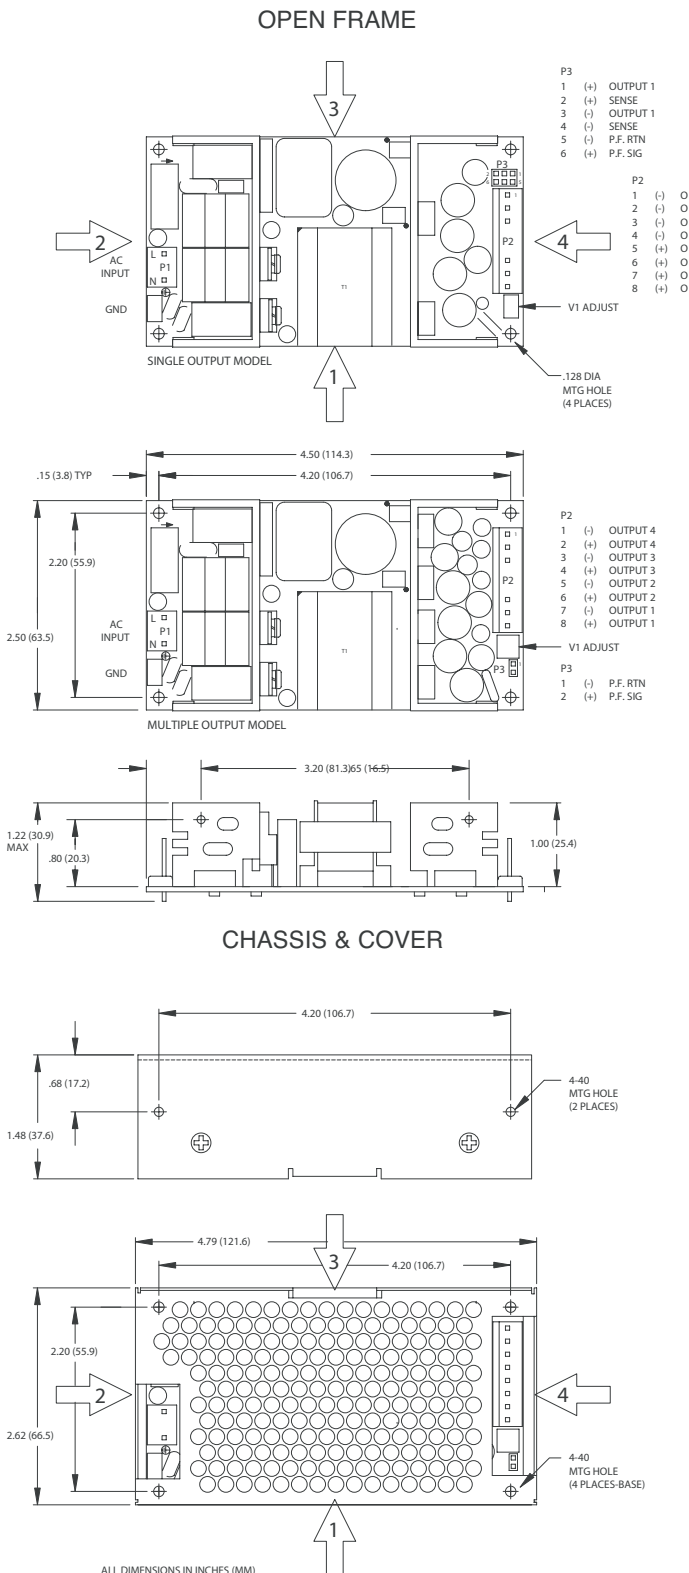 OPEN FRAME
3
P3
1 (+) OUTPUT 1
2 (+) SENSE
3 (-) OUTPUT 1
4 (-) SENSE
5 (-) P.F. RTN
6 (+) P.F. SIG
P3
2 1
6 5
P2
1 (-) O
2 (-) O
3 (-) O
4 (-) O
5 (+) O
6 (+) O
7 (+) O
8 (+) O
1
2
AC
INPUT
L
P1
N
GND
T1
P2
4
V1 ADJUST
SINGLE OUTPUT MODEL
1
.128 DIA
MTG HOLE
(4 PLACES)
4.50 (114.3)
.15 (3.8) TYP
4.20 (106.7)
2.20 (55.9)
2.50 (63.5)
AC
INPUT
L
P1
N
GND
T1
1
P2
P3
1
P2
1 (-) OUTPUT 4
2 (+) OUTPUT 4
3 (-) OUTPUT 3
4 (+) OUTPUT 3
5 (-) OUTPUT 2
6 (+) OUTPUT 2
7 (-) OUTPUT 1
8 (+) OUTPUT 1
V1 ADJUST
P3
1 (-) P.F. RTN
2 (+) P.F. SIG
MULTIPLE OUTPUT MODEL
3.20 (81.3).65 (16.5)
1.22 (30.9)
MAX
.80 (20.3)
1.00 (25.4)
CHASSIS & COVER
4.20 (106.7)
.68 (17.2)
1.48 (37.6)
4-40
MTG HOLE
(2 PLACES)
4.79 (121.6)
3
4.20 (106.7)
2.20 (55.9)
2
4
2.62 (66.5)
4-40
MTG HOLE
(4 PLACES-BASE)
1
ALL DIMENSIONS IN INCHES (MM)